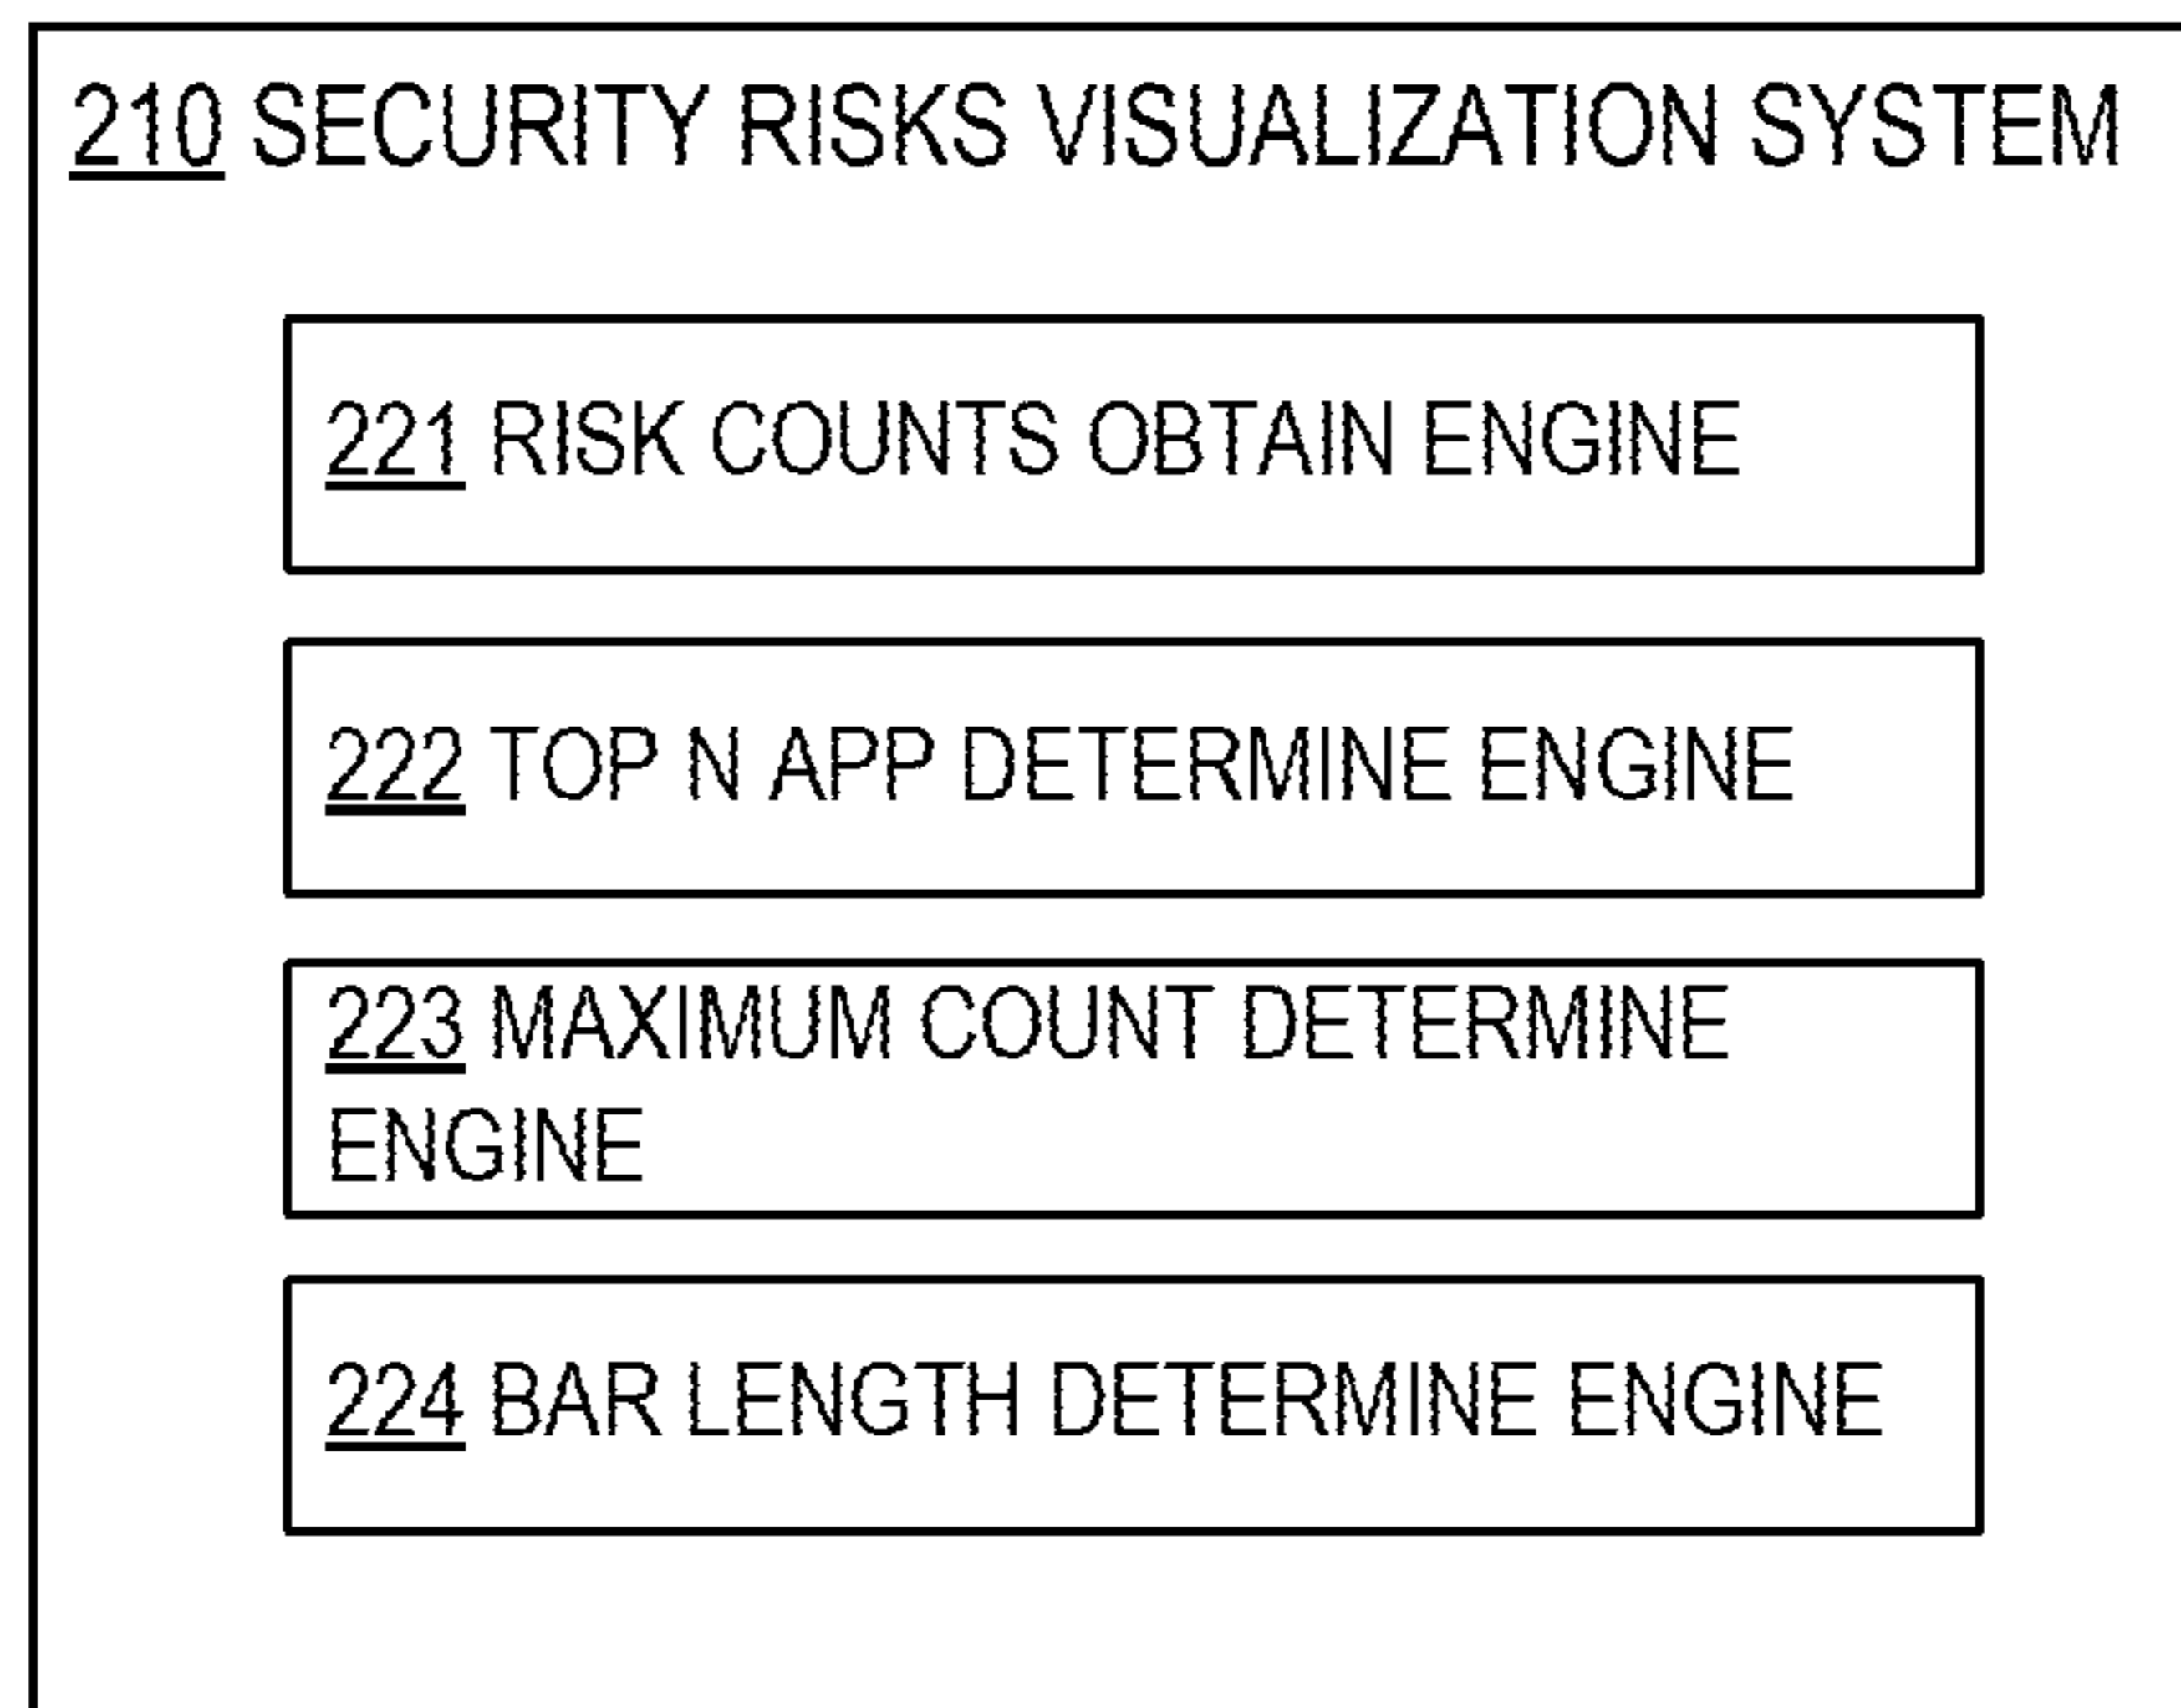 210 SECURITY RISKS VISUALIZATION SYSTEM
221 RISK COUNTS OBTAIN ENGINE
222 TOP N APP DETERMINE ENGINE
223 MAXIMUM COUNT DETERMINE
ENGINE
224 BAR LENGTH DETERMINE ENGINE